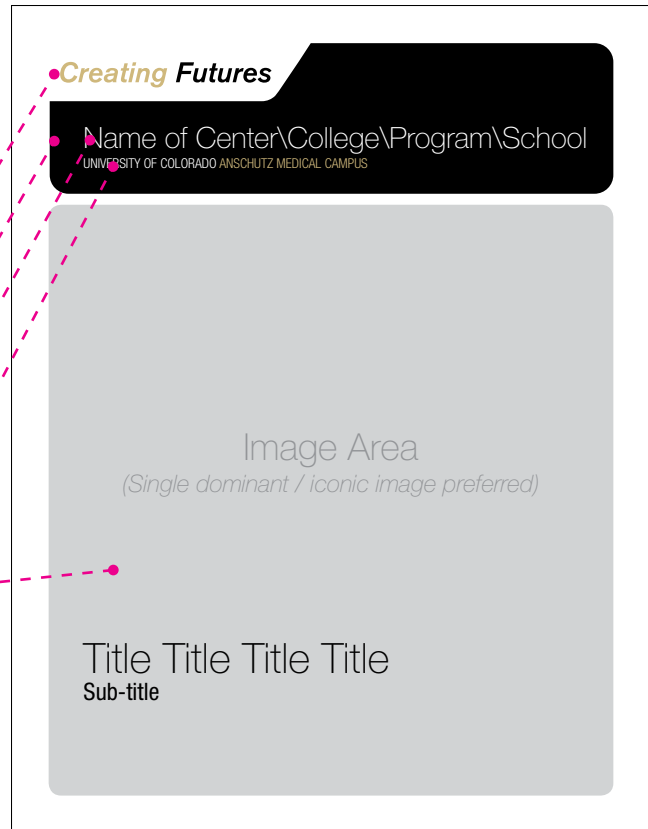 Creating Futures
Name of Center\College\Program\School
UNIVERSITY OF COLORADO ANSCHUTZ MEDICAL CAMPUS
Image Area
(Single dominant / iconic image preferred)
Title Title Title Title
Sub-title